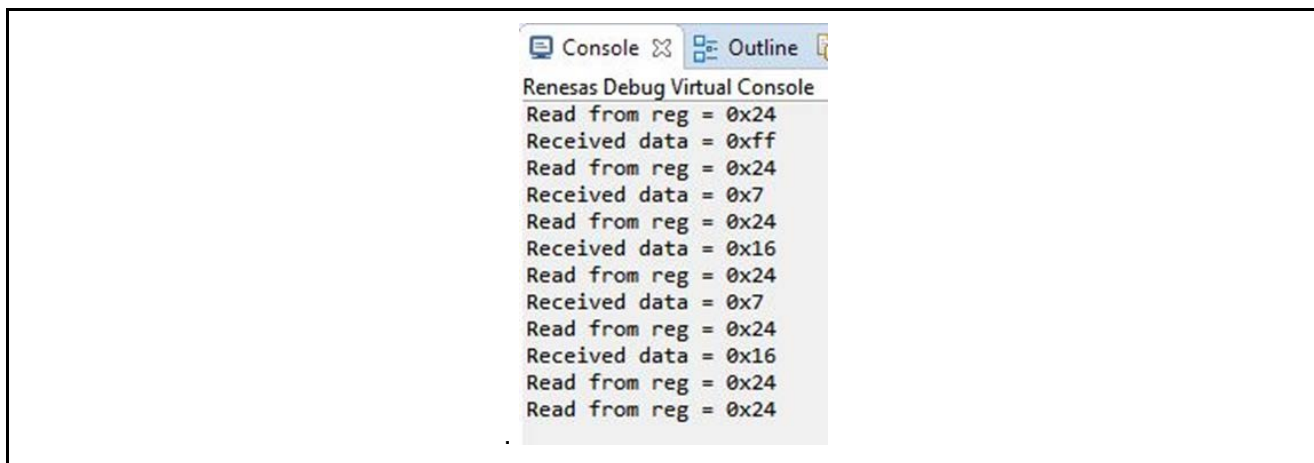 Console Outline
Renesas Debug Virtual Console
Read from reg = 0x24
Received data = 0xff
Read from reg = 0x24
Received data = 0x7
Read from reg = 0x24
Received data = 0x16
Read from reg = 0x24
Received data = 0x7
Read from reg = 0x24
Received data = 0x16
Read from reg = 0x24
Read from reg = 0x24
.